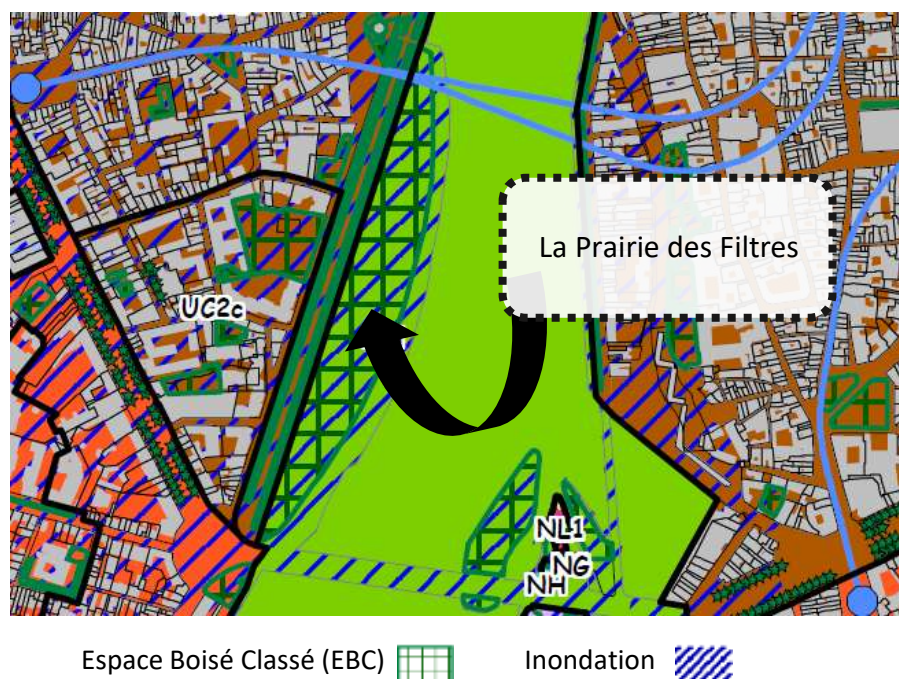 La Prairie des Filtres
UC2c
NL1
NG
NH
Espace Boisé Classé (EBC)
Inondation